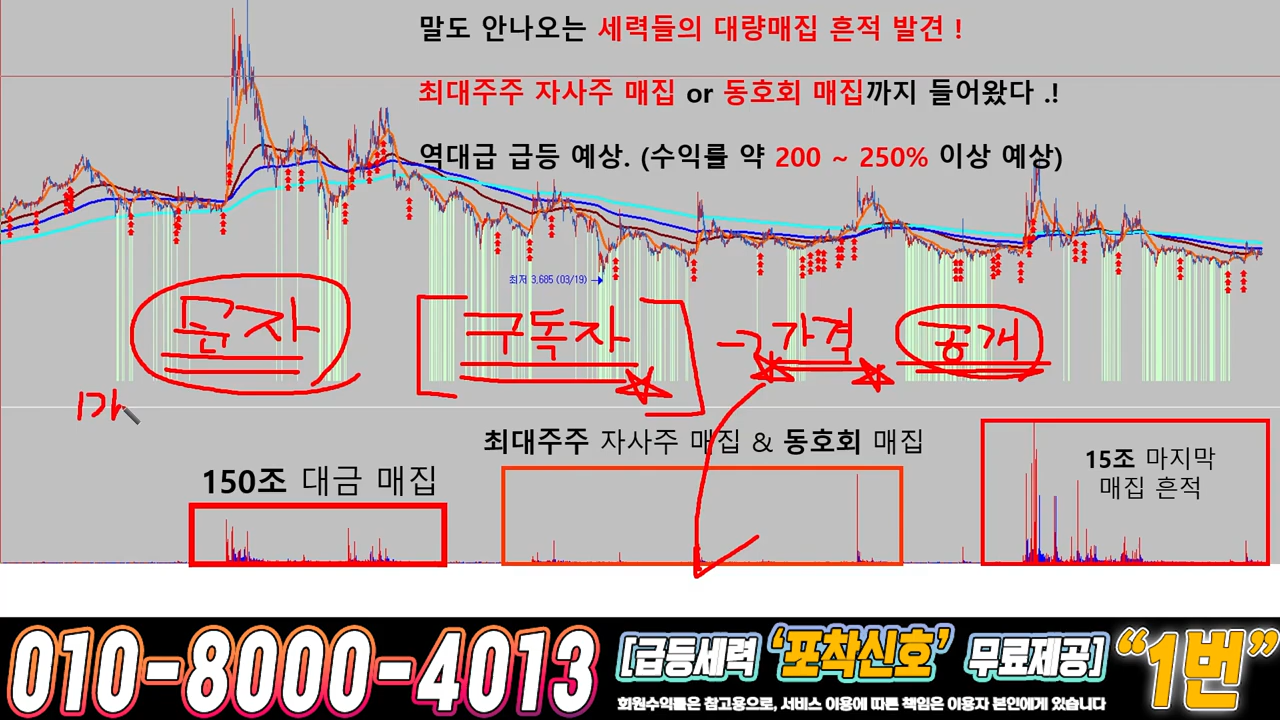 말도 안나오는 세력들의 대량매집 흔적 발견 !
최대주주 자사주 매집 or 동호회 매집까지 들어왔다 .!
역대급 급등 예상. (수익률 약 200 ~ 250% 이상 예상)
최저 3,685 (03/19)
문자
구독자
가격
공개
최대주주 자사주 매집 & 동호회 매집
150조 대금 매집
15조 마지막
매집 흔적
010-8000-4013
[급등세력 '포착신호' 무료제공] "1번"
회원수익률은 참고용으로, 서비스 이용에 따른 책임은 이용자 본인에게 있습니다